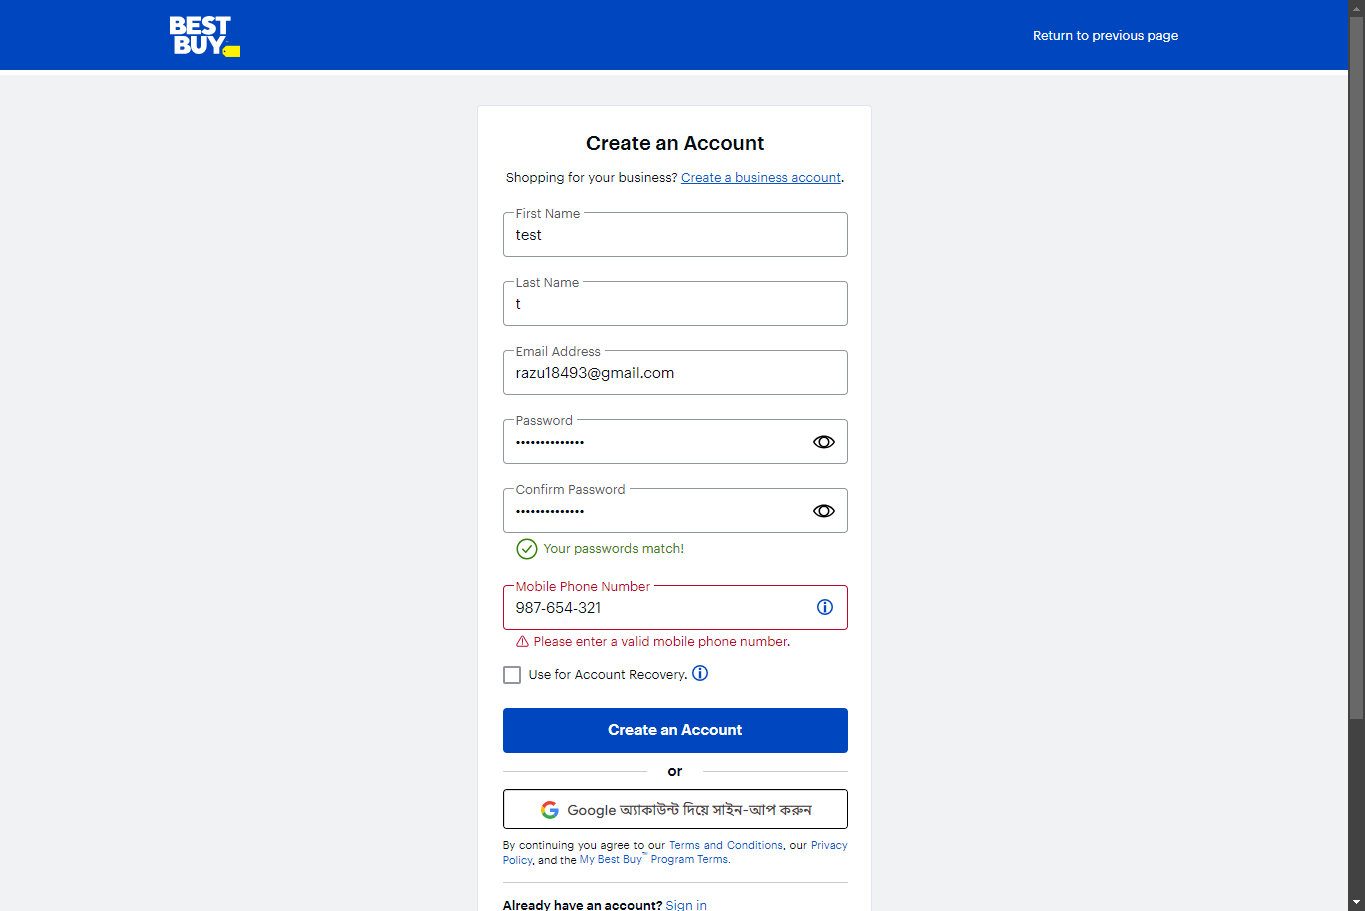 BEST
BUY
Return to previous page
Create an Account
Shopping for your business? Create a business account.
First Name
test
Last Name
t
Email Address
razu18493@gmail.com
Password
••••••••••••••
Confirm Password
••••••••••••••
Your passwords match!
Mobile Phone Number
987-654-321
Please enter a valid mobile phone number.
Use for Account Recovery.
Create an Account
or
Google অ্যাকাউন্ট দিয়ে সাইন-আপ করুন
By continuing you agree to our Terms and Conditions, our Privacy
Policy, and the My Best Buy™ Program Terms.
Already have an account? Sign in